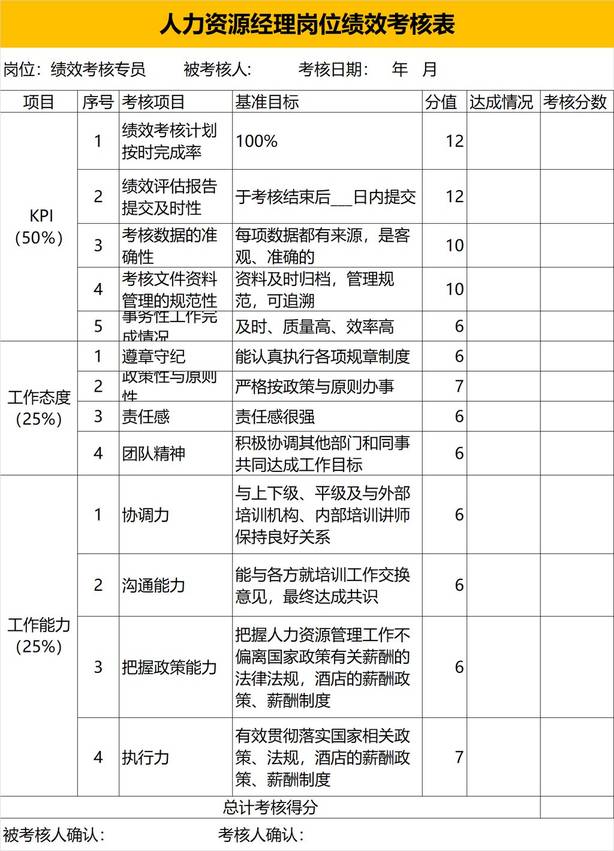 人力资源经理岗位绩效考核表
岗位：绩效考核专员 被考核人: 考核日期： 年 月
项目 序号 考核项目 基准目标 分值 达成情况 考核分数
KPI
(50%)
1 绩效考核计划
按时完成率 100% 12
2 绩效评估报告
提交及时性 于考核结束后___日内提交 12
3 考核数据的准
确性 每项数据都有来源，是客
观、准确的 10
4 考核文件资料
管理的规范性 资料及时归档，管理规
范，可追溯 10
5 事务性工作完
成情况 及时、质量高、效率高 6
工作态度
(25%)
1 遵章守纪 能认真执行各项规章制度 6
2 政策性与原则
性 严格按政策与原则办事 7
3 责任感 责任感很强 6
4 团队精神 积极协调其他部门和同事
共同达成工作目标 6
工作能力
(25%)
1 协调力 与上下级、平级及与外部
培训机构、内部培训讲师
保持良好关系 6
2 沟通能力 能与各方就培训工作交换
意见，最终达成共识 6
3 把握政策能力 把握人力资源管理工作不
偏离国家政策有关薪酬的
法律法规，酒店的薪酬政
策、薪酬制度 6
4 执行力 有效贯彻落实国家相关政
策、法规，酒店的薪酬政
策、薪酬制度 7
总计考核得分
被考核人确认： 考核人确认：